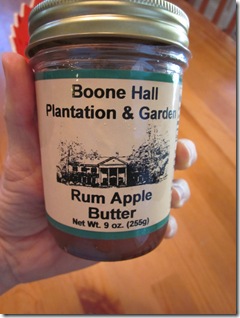 Boone Hall
Plantation & Garden
Rum Apple
Butter
Net Wt. 9 oz. (255g)